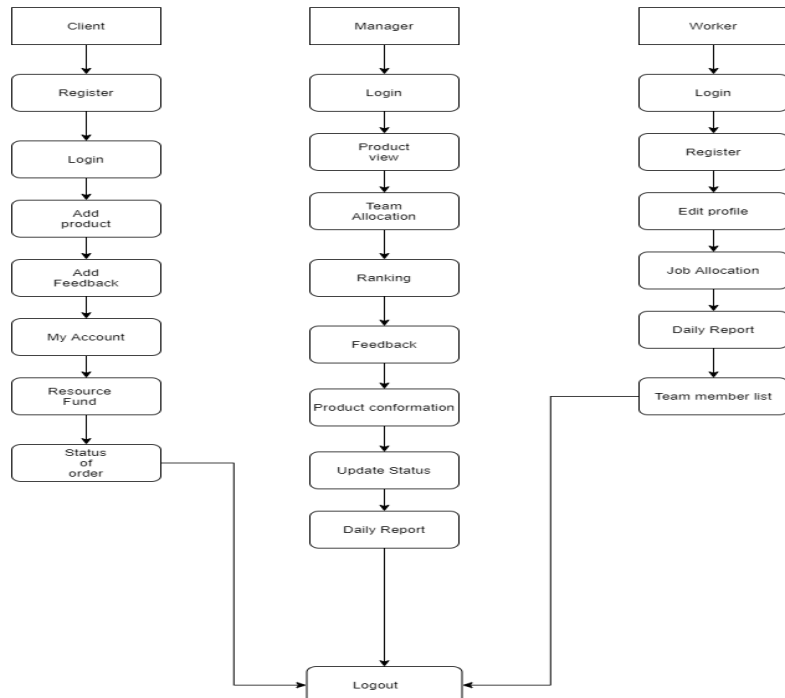 Client
Register
Login
Add
product
Add
Feedback
My Account
Resource
Fund
Status
of
order
Manager
Login
Product
view
Team
Allocation
Ranking
Feedback
Product conformation
Update Status
Daily Report
Logout
Worker
Login
Register
Edit profile
Job Allocation
Daily Report
Team member list